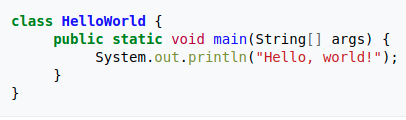 class HelloWorld {
     public static void main(String[] args) {
          System.out.println("Hello, world!");
     }
}